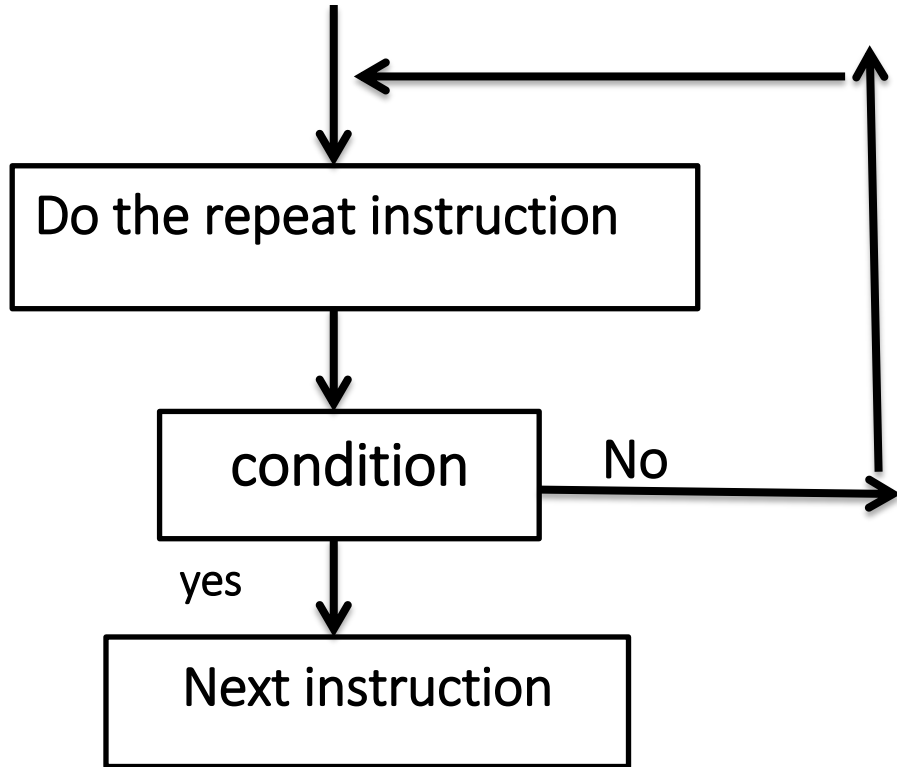 Do the repeat instruction
condition
No
yes
Next instruction